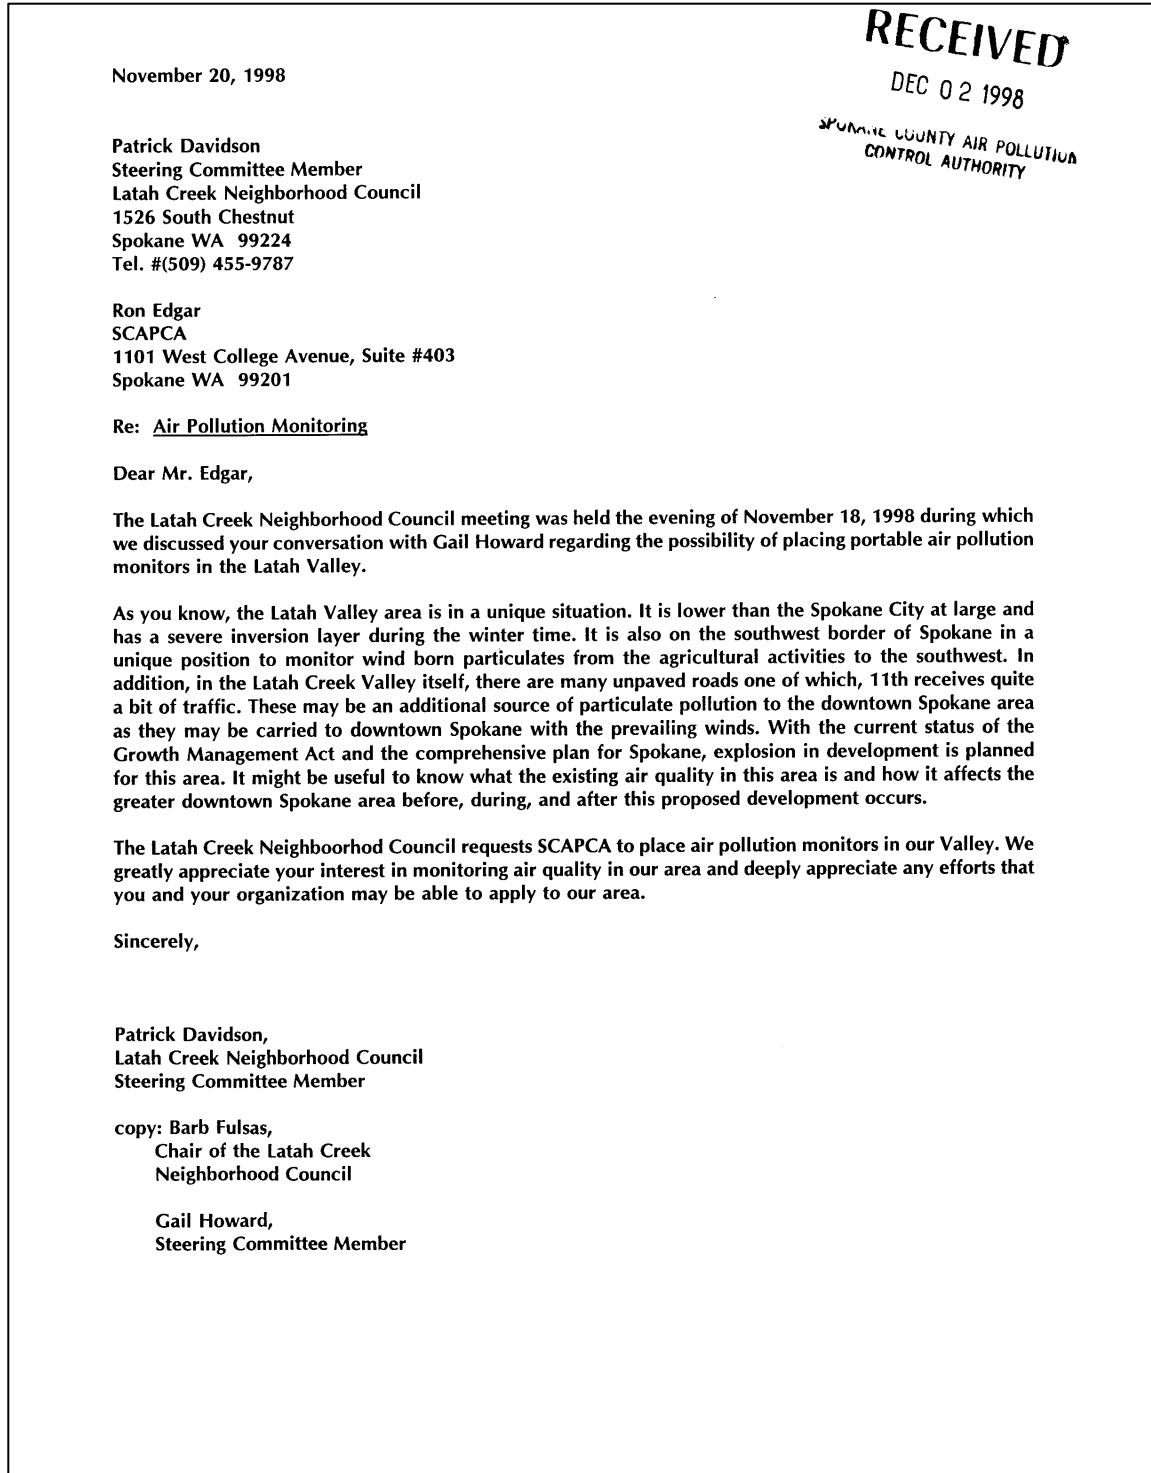 RECEIVED
DEC 02 1998
SPOKANE COUNTY AIR POLLUTION
CONTROL AUTHORITY
November 20, 1998
Patrick Davidson
Steering Committee Member
Latah Creek Neighborhood Council
1526 South Chestnut
Spokane WA 99224
Tel. #(509) 455-9787
Ron Edgar
SCAPCA
1101 West College Avenue, Suite #403
Spokane WA 99201
Re: Air Pollution Monitoring
Dear Mr. Edgar,
The Latah Creek Neighborhood Council meeting was held the evening of November 18, 1998 during which
we discussed your conversation with Gail Howard regarding the possibility of placing portable air pollution
monitors in the Latah Valley.
As you know, the Latah Valley area is in a unique situation. It is lower than the Spokane City at large and
has a severe inversion layer during the winter time. It is also on the southwest border of Spokane in a
unique position to monitor wind born particulates from the agricultural activities to the southwest. In
addition, in the Latah Creek Valley itself, there are many unpaved roads one of which, 11th receives quite
a bit of traffic. These may be an additional source of particulate pollution to the downtown Spokane area
as they may be carried to downtown Spokane with the prevailing winds. With the current status of the
Growth Management Act and the comprehensive plan for Spokane, explosion in development is planned
for this area. It might be useful to know what the existing air quality in this area is and how it affects the
greater downtown Spokane area before, during, and after this proposed development occurs.
The Latah Creek Neighboorhod Council requests SCAPCA to place air pollution monitors in our Valley. We
greatly appreciate your interest in monitoring air quality in our area and deeply appreciate any efforts that
you and your organization may be able to apply to our area.
Sincerely,
Patrick Davidson,
Latah Creek Neighborhood Council
Steering Committee Member
copy: Barb Fulsas,
Chair of the Latah Creek
Neighborhood Council
Gail Howard,
Steering Committee Member